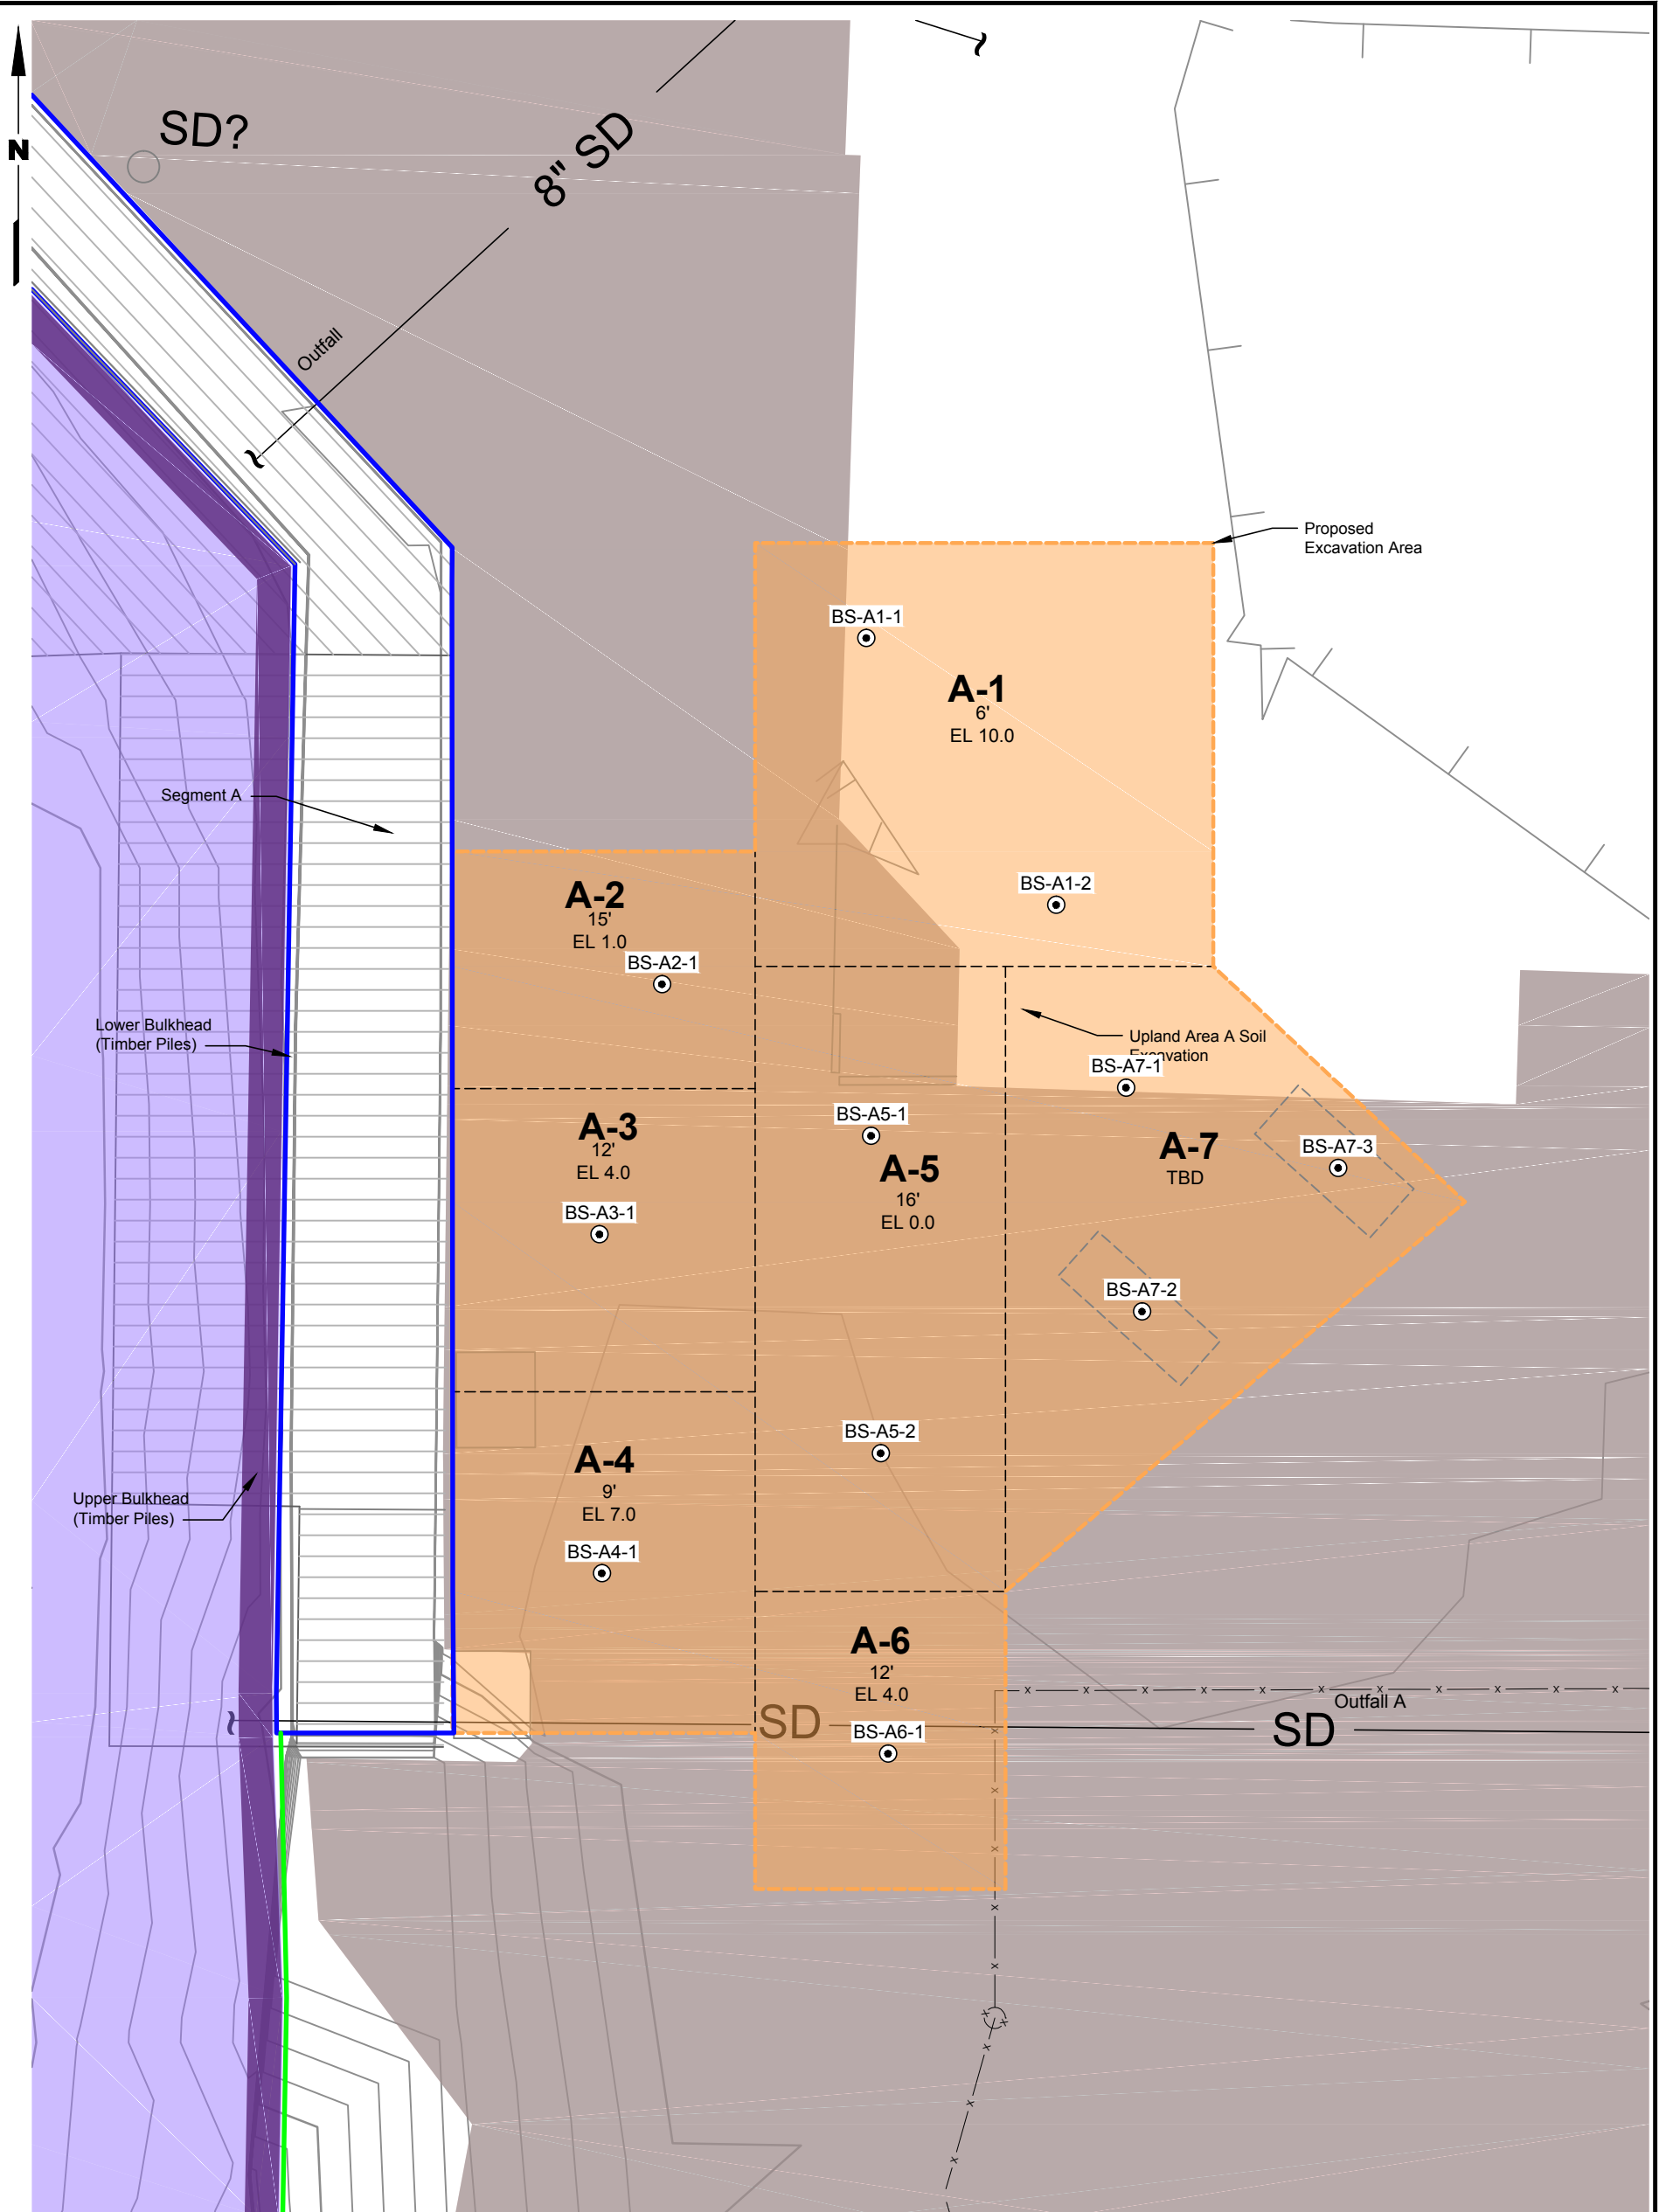 N
SD?
8" SD
Outfall
Proposed
Excavation Area
BS-A1-1
A-1
6'
EL 10.0
Segment A
BS-A1-2
A-2
15'
EL 1.0
BS-A2-1
Lower Bulkhead
(Timber Piles)
Upland Area A Soil
Excavation
BS-A7-1
A-3
12'
EL 4.0
BS-A3-1
BS-A5-1
A-5
16'
EL 0.0
A-7
TBD
BS-A7-3
BS-A7-2
BS-A5-2
A-4
9'
EL 7.0
BS-A4-1
Upper Bulkhead
(Timber Piles)
A-6
12'
EL 4.0
SD
BS-A6-1
Outfall A
SD